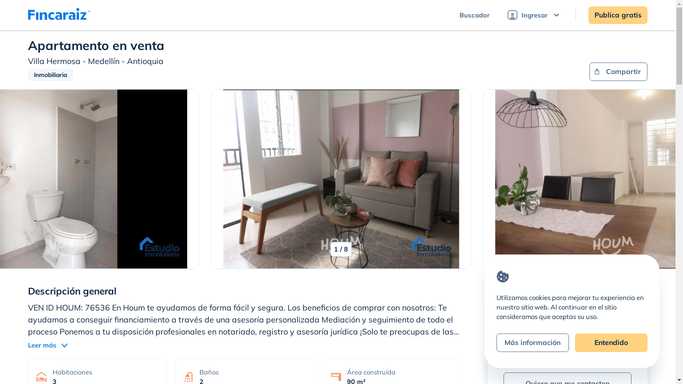 Fincaraiz
Buscador
Ingresar
Publica gratis
Apartamento en venta
Villa Hermosa - Medellín - Antioquia
Inmobiliaria
Compartir
Estudio
Inmobiliario
HOUM
1 / 8
Estudio
Inmobiliario
HOUM
Descripción general
VEN ID HOUM: 76536 En Houm te ayudamos de forma fácil y segura. Los beneficios de comprar con nosotros: Te
ayudamos a conseguir financiamiento a través de una asesoría personalizada Mediación y seguimiento de todo el
proceso Ponemos a tu disposición profesionales en notariado, registro y asesoría jurídica ¡Solo te preocupas de las...
Leer más
Habitaciones
3
Baños
2
Área construida
90 m²
Utilizamos cookies para mejorar tu experiencia en
nuestro sitio web. Al continuar en el sitio
consideramos que aceptas su uso.
Más información
Entendido
Quiero que me contacten